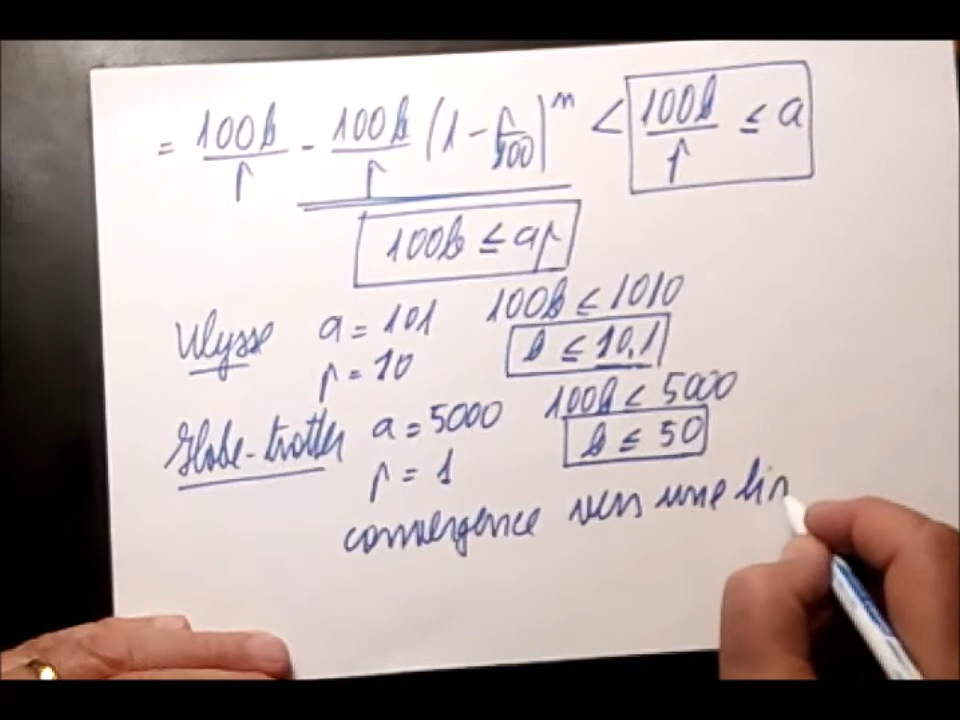 = 100b/r - 100b/r (1 - r/100)^n < 100b/r ≤ a
100b ≤ ar
Ulysse a = 101 100b ≤ 1010
r = 10 b ≤ 10,1
Globe-trotter a = 5000 100b ≤ 5000
r = 1 b ≤ 50
convergence vers une lim